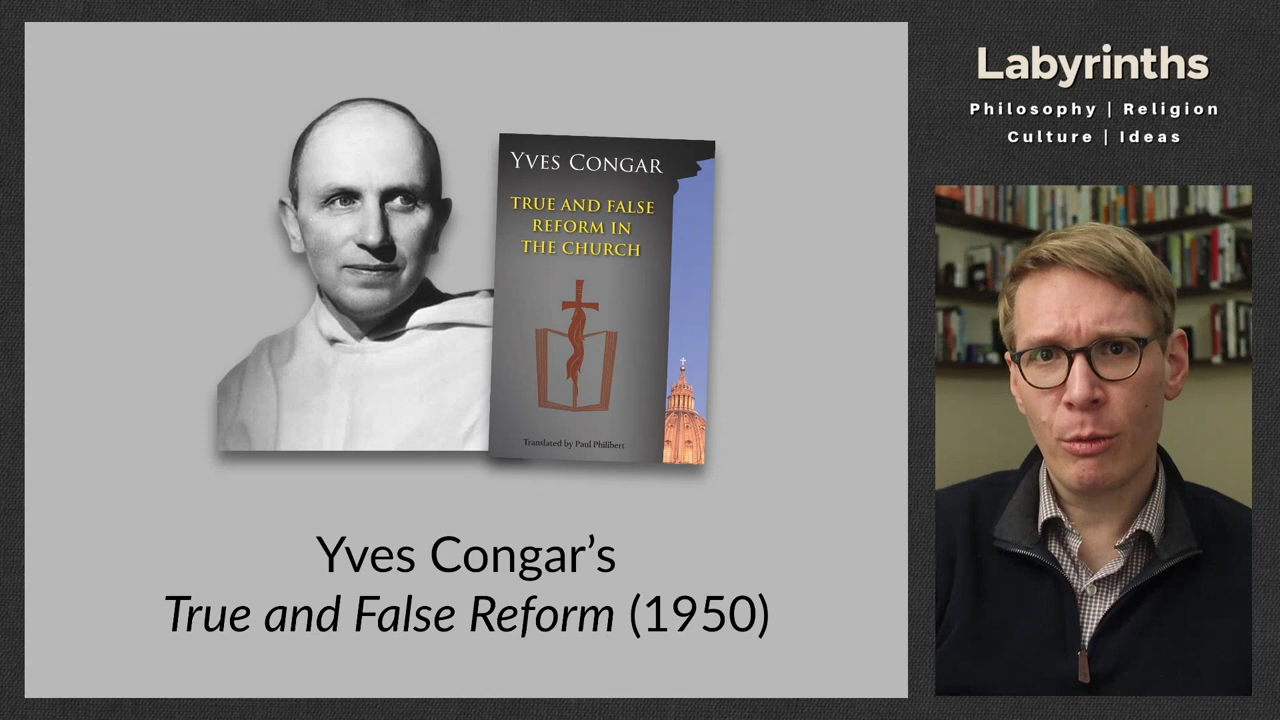 YVES CONGAR
TRUE AND FALSE
REFORM IN
THE CHURCH
Translated by Paul Philibert
Yves Congar’s
True and False Reform (1950)
Labyrinths
Philosophy | Religion
Culture | Ideas